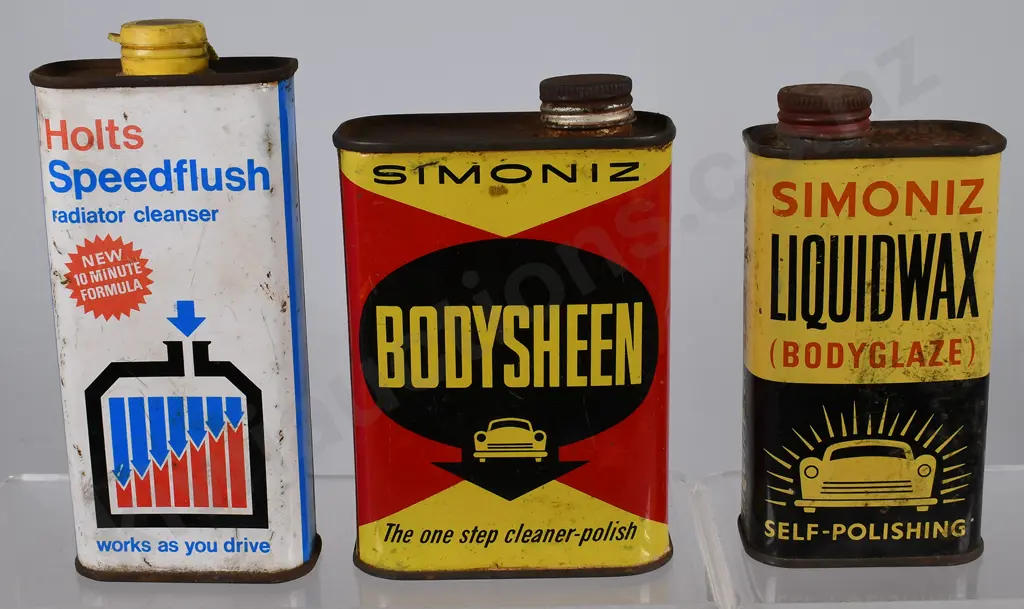 Holts
Speedflush
radiator cleanser
NEW
10 MINUTE
FORMULA
works as you drive
SIMONIZ
BODYSHEEN
The one step cleaner-polish
SIMONIZ
LIQUIDWAX
(BODYGLAZE)
SELF-POLISHING